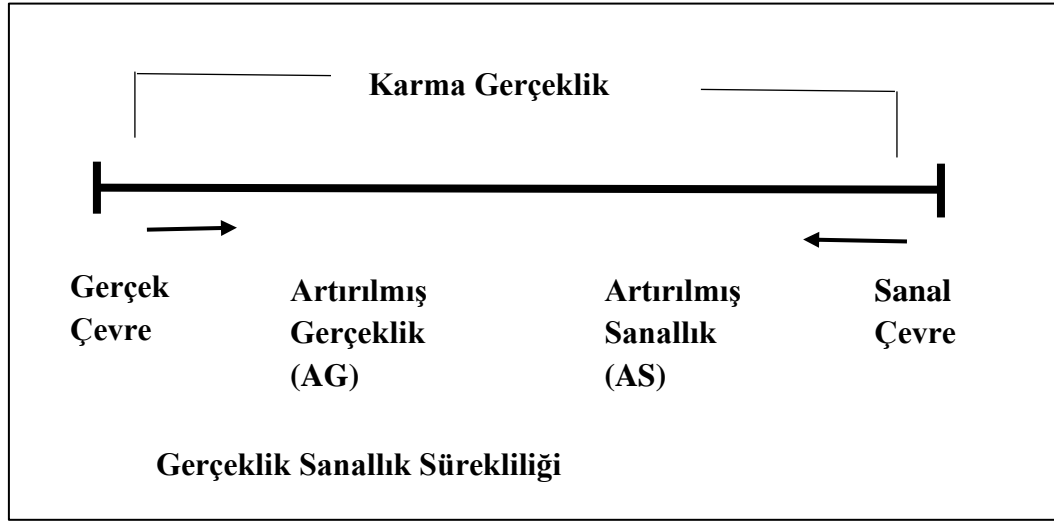 Karma Gerçeklik
Gerçek
Çevre
Artırılmış
Gerçeklik
(AG)
Artırılmış
Sanallık
(AS)
Sanal
Çevre
Gerçeklik Sanallık Sürekliliği